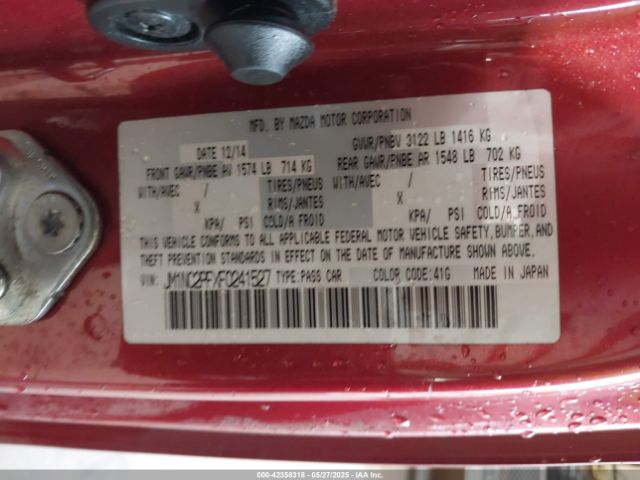 MFD. BY MAZDA MOTOR CORPORATION
DATE 12/14 GVWR/PNBV 3122 LB 1416 KG
FRONT GAWR/PNBE AV 1574 LB 714 KG REAR GAWR/PNBE AR 1548 LB 702 KG
WITH/AVEC / TIRES/PNEUS WITH/AVEC / TIRES/PNEUS
X RIMS/JANTES X RIMS/JANTES
KPA/ PSI COLD/A FROID KPA/ PSI COLD/A FROID
THIS VEHICLE CONFORMS TO ALL APPLICABLE FEDERAL MOTOR VEHICLE SAFETY, BUMPER, AND
THEFT PREVENTION STANDARDS IN EFFECT ON THE DATE OF MANUFACTURE SHOWN ABOVE.
VIN: JM1NC2PF7F0241527 TYPE:PASS CAR COLOR CODE:41G MADE IN JAPAN
000-42358318 05/27/2025 IAA, Inc.